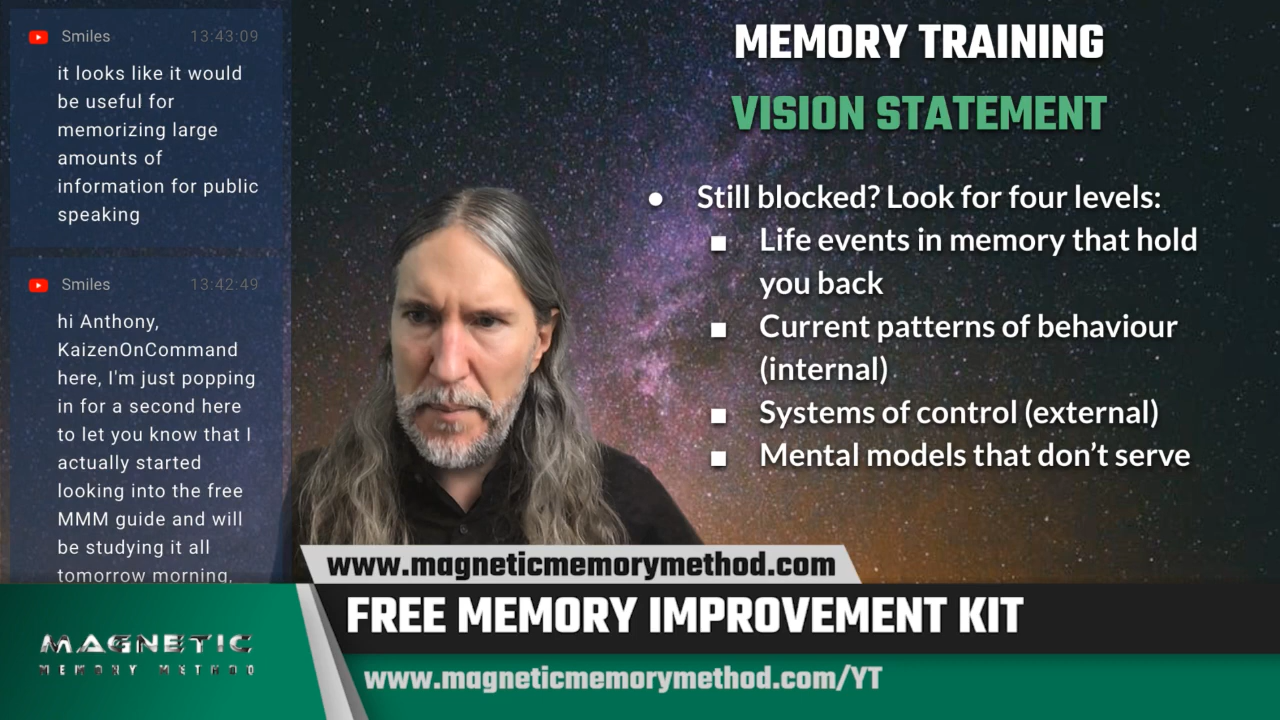 Smiles 13:43:09
it looks like it would
be useful for
memorizing large
amounts of
information for public
speaking
Smiles 13:42:49
hi Anthony,
KaizenOnCommand
here, I'm just popping
in for a second here
to let you know that I
actually started
looking into the free
MMM guide and will
be studying it all
tomorrow morning,
MEMORY TRAINING
VISION STATEMENT
● Still blocked? Look for four levels:
■ Life events in memory that hold
you back
■ Current patterns of behaviour
(internal)
■ Systems of control (external)
■ Mental models that don't serve
www.magneticmemorymethod.com
FREE MEMORY IMPROVEMENT KIT
www.magneticmemorymethod.com/YT
MAGNETIC
MEMORY METHOD